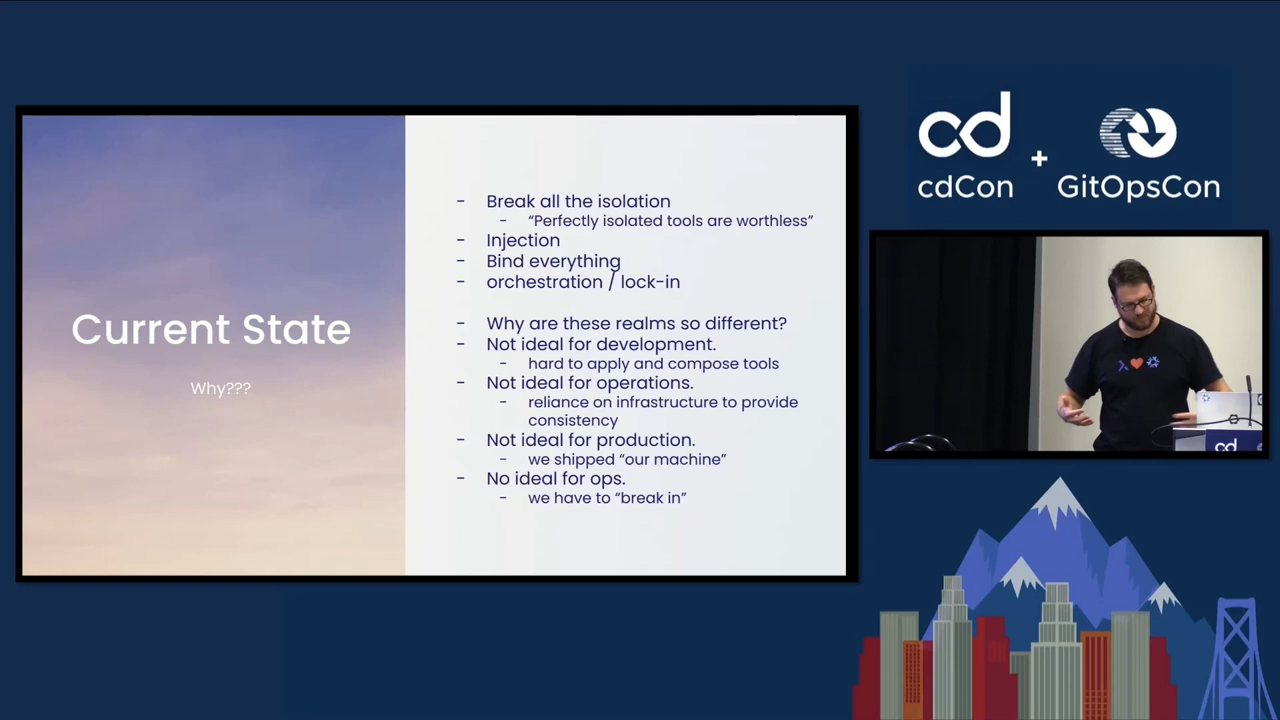 Current State
Why???
- Break all the isolation
- “Perfectly isolated tools are worthless”
- Injection
- Bind everything
- orchestration / lock-in
- Why are these realms so different?
- Not ideal for development.
- hard to apply and compose tools
- Not ideal for operations.
- reliance on infrastructure to provide
consistency
- Not ideal for production.
- we shipped “our machine”
- No ideal for ops.
- we have to “break in”
cd
cdCon
+
GitOpsCon
cd